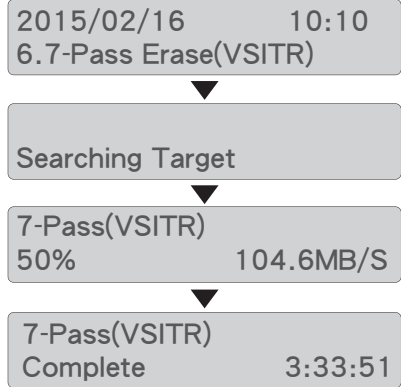 2015/02/16 10:10
6.7-Pass Erase(VSITR)
Searching Target
7-Pass(VSITR)
50% 104.6MB/S
7-Pass(VSITR)
Complete 3:33:51